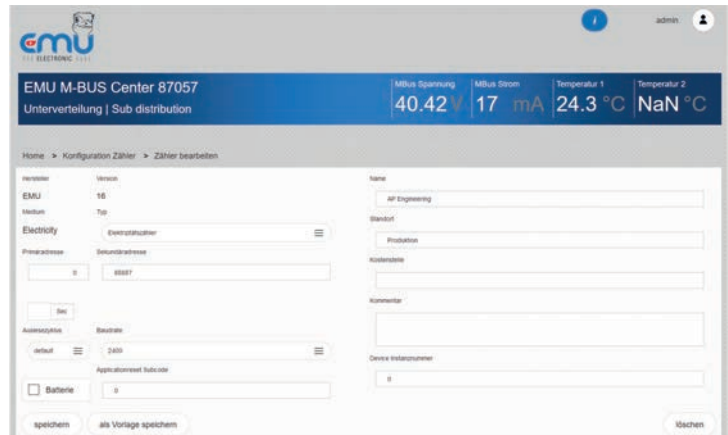 emu
ELECTRONIC
i
admin
EMU M-BUS Center 87057
Unterverteilung | Sub distribution
MBus Spannung
40.42 V
MBus Strom
17 mA
Temperatur 1
24.3 °C
Temperatur 2
NaN °C
Home > Konfiguration Zähler > Zähler bearbeiten
Hersteller
Version
EMU
16
Medium
Typ
Electricity
Elektrizitätszähler
Primäradresse
Sekundäradresse
0
Sec
Auslesezyklus
Baudrate
default
2400
Applicationreset Subcode
Batterie
0
speichern
als Vorlage speichern
Name
AP Engineering
Standort
Produktion
Kostenstelle
Kommentar
Device Instanznummer
0
löschen